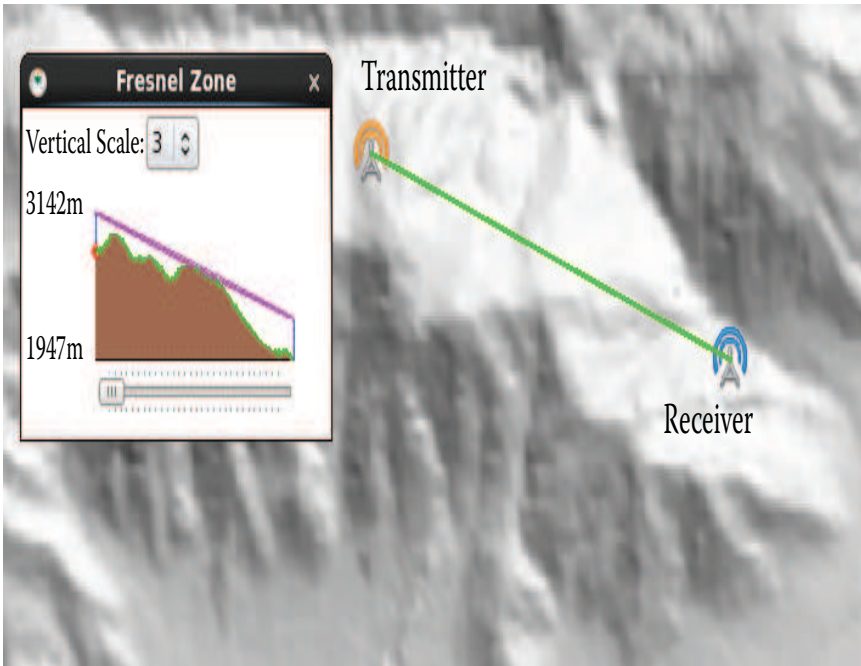 Fresnel Zone x
Transmitter
Vertical Scale: 3
3142m
1947m
Receiver